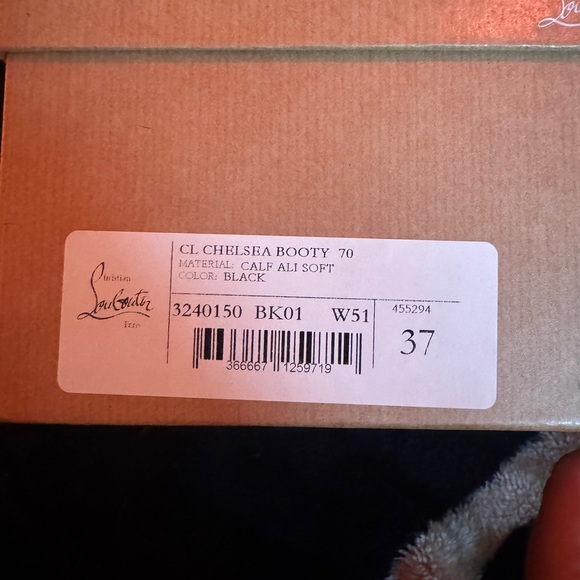 Lou
CL CHELSEA BOOTY 70
MATERIAL: CALF ALI SOFT
COLOR: BLACK
Christian
Louboutin
Paris
3240150 BK01 W51
455294
37
366667 1259719